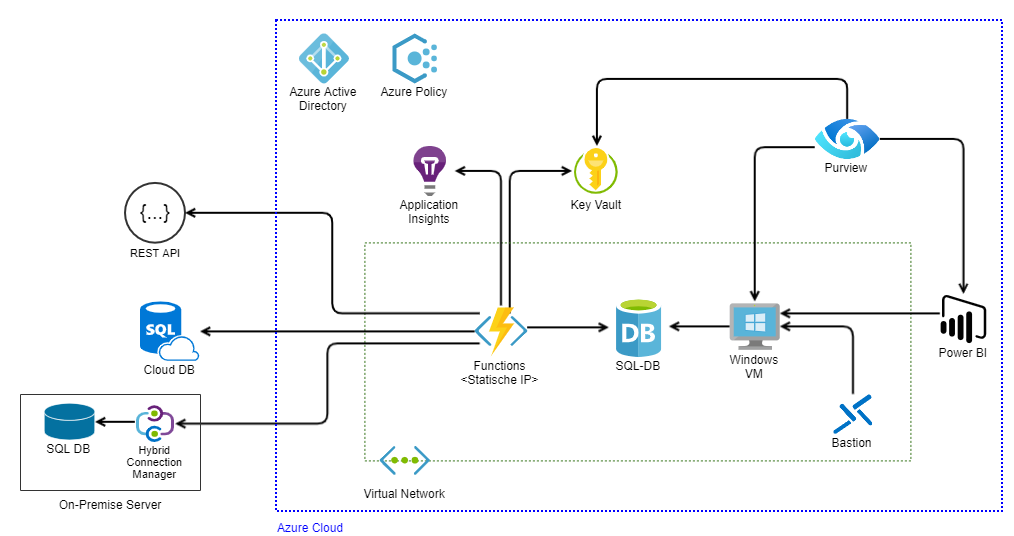 Azure Active
Directory
Azure Policy
Application
Insights
Key Vault
Purview
{...}
REST API
SQL
Cloud DB
Functions
<Statische IP>
DB
SQL-DB
Windows
VM
Power BI
Bastion
SQL DB
Hybrid
Connection
Manager
On-Premise Server
Virtual Network
Azure Cloud